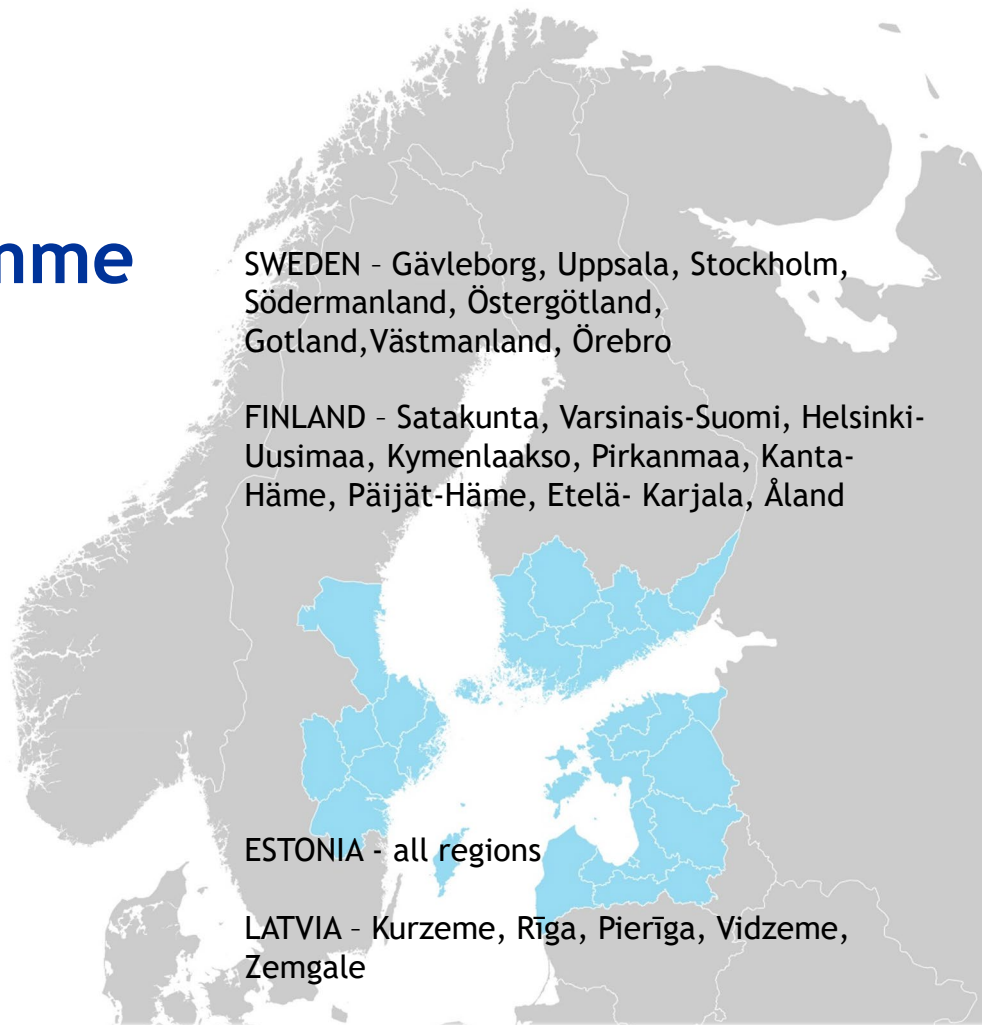 mme
SWEDEN – Gävleborg, Uppsala, Stockholm,
Södermanland, Östergötland,
Gotland,Västmanland, Örebro
FINLAND – Satakunta, Varsinais-Suomi, Helsinki-
Uusimaa, Kymenlaakso, Pirkanmaa, Kanta-
Häme, Päijät-Häme, Etelä- Karjala, Åland
ESTONIA - all regions
LATVIA – Kurzeme, Rīga, Pierīga, Vidzeme,
Zemgale